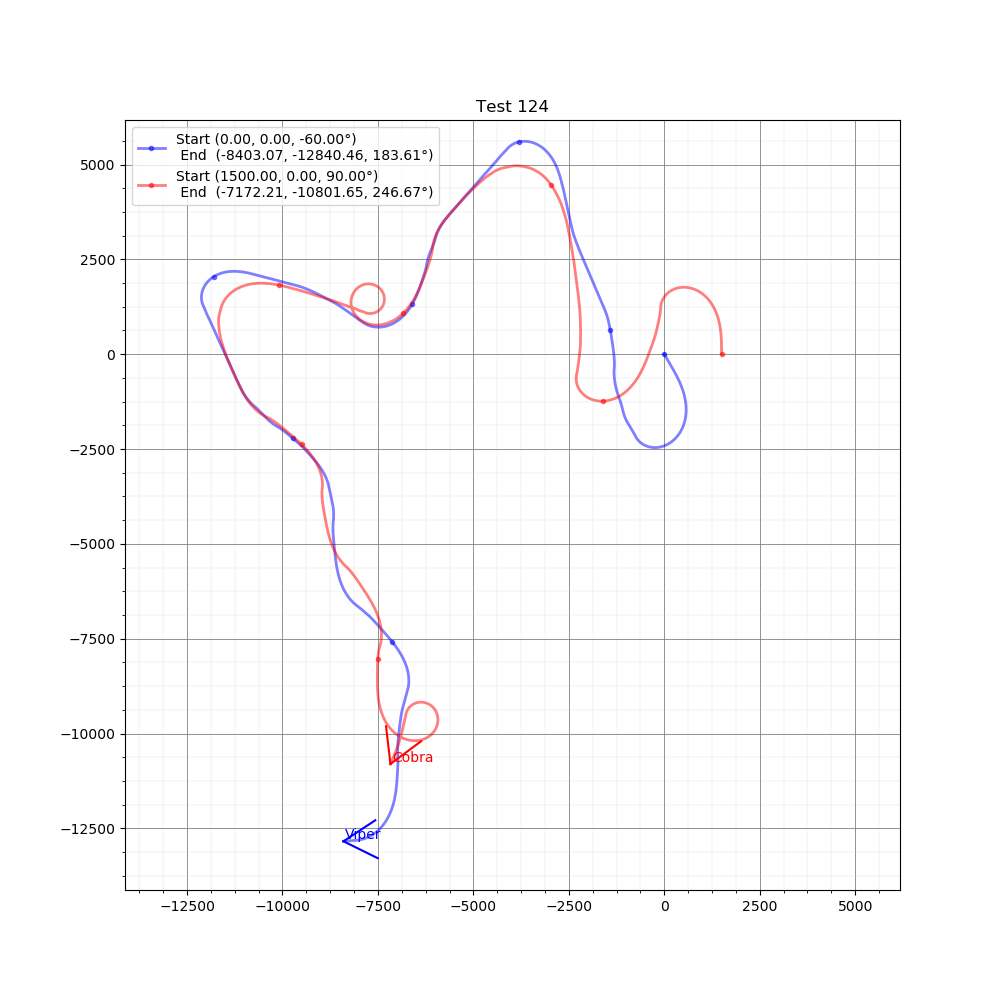 Test 124
Start (0.00, 0.00, -60.00°)
End  (-8403.07, -12840.46, 183.61°)
Start (1500.00, 0.00, 90.00°)
End  (-7172.21, -10801.65, 246.67°)
5000
2500
0
−2500
−5000
−7500
−10000
−12500
Cobra
Viper
−12500 −10000 −7500 −5000 −2500 0 2500 5000